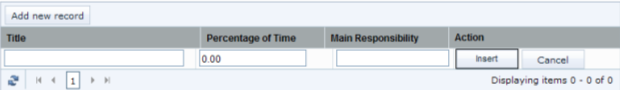 Add new record
Title Percentage of Time Main Responsibility Action
0.00 Insert Cancel
1 Displaying items 0 - 0 of 0